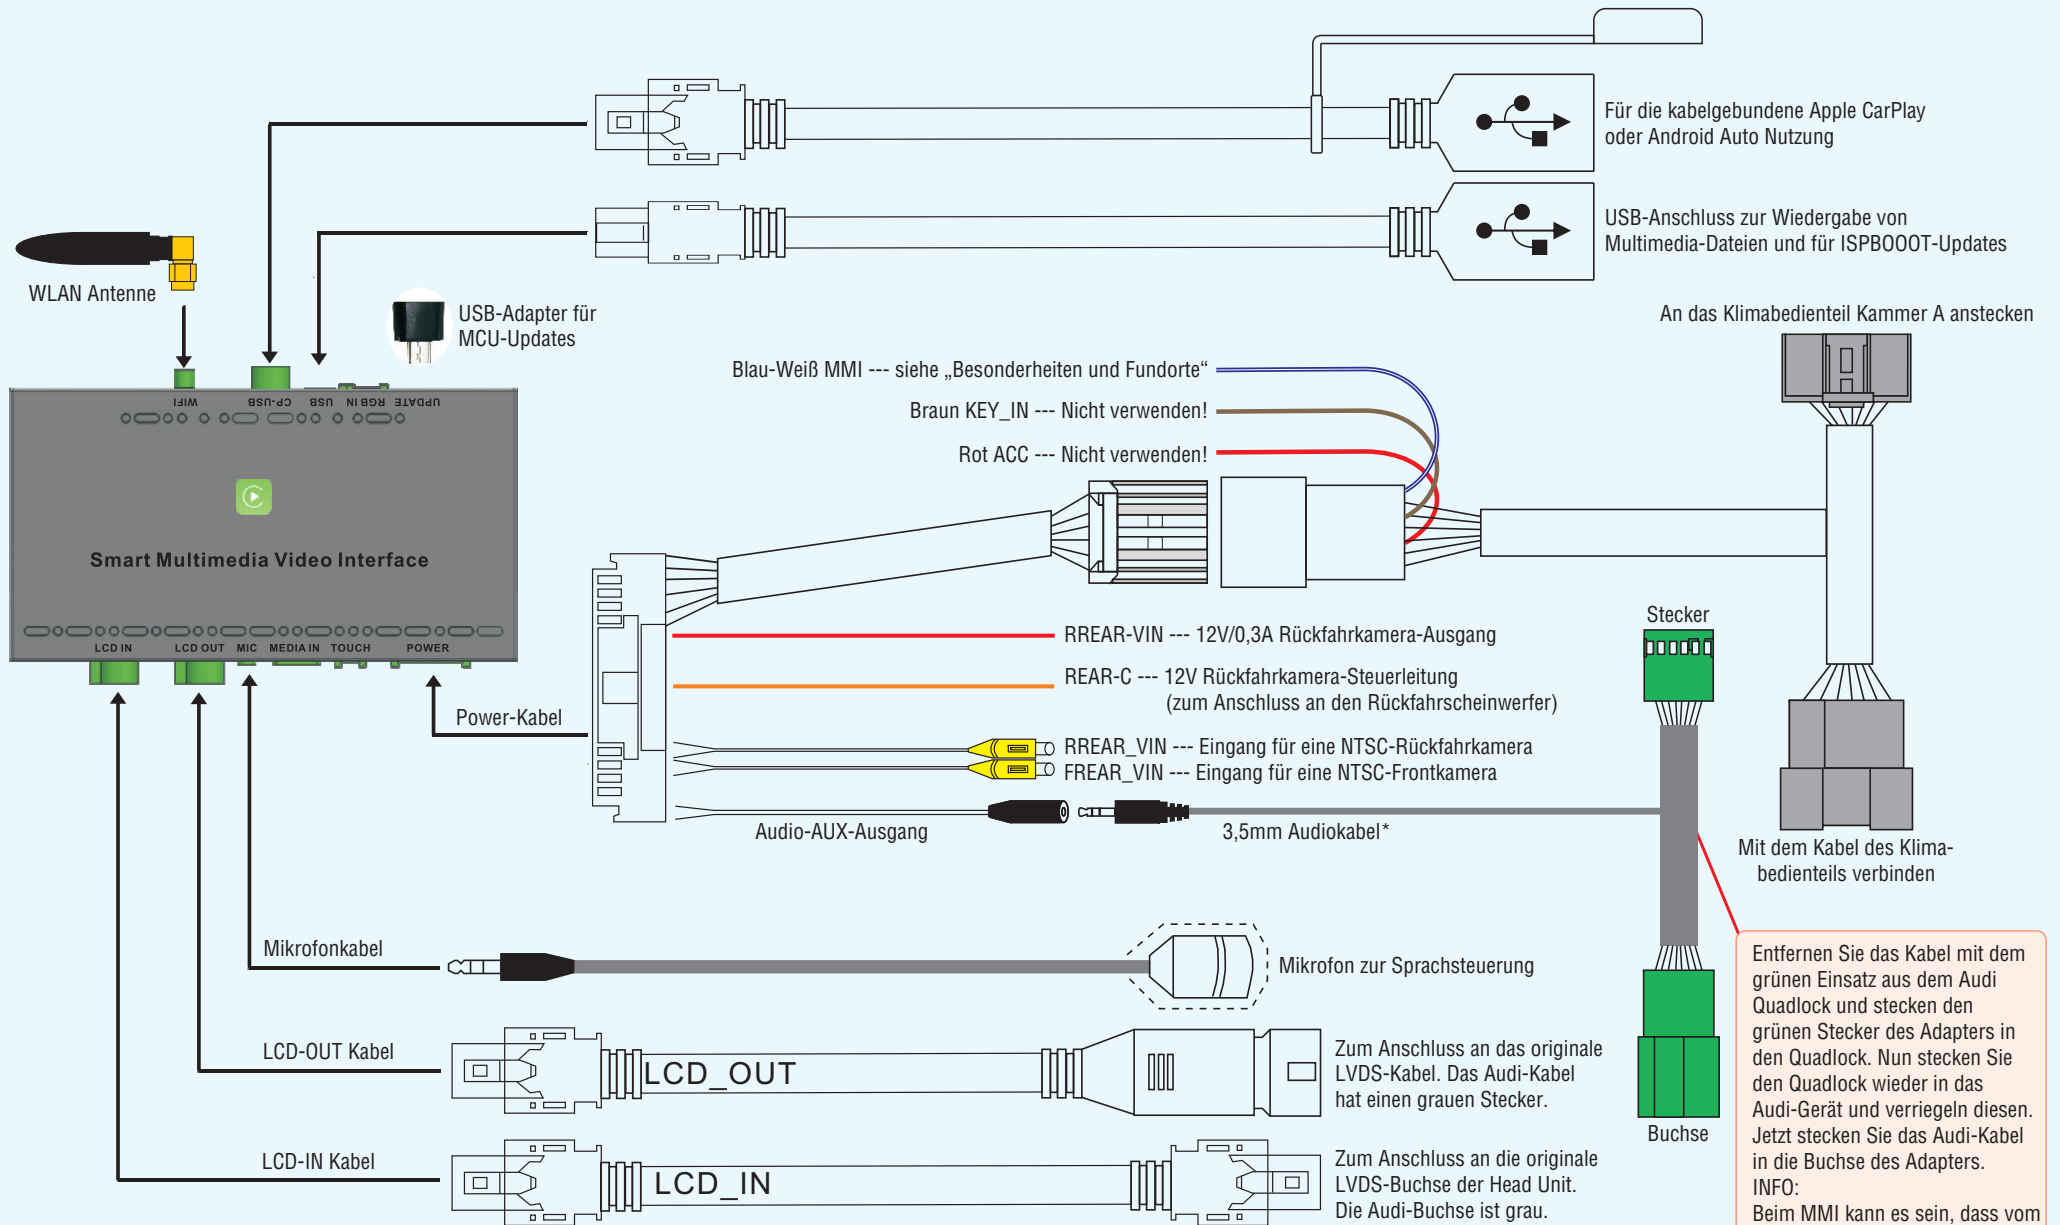 Für die kabelgebundene Apple CarPlay
oder Android Auto Nutzung
USB-Anschluss zur Wiedergabe von
Multimedia-Dateien und für ISPBOOOT-Updates
WLAN Antenne
USB-Adapter für
MCU-Updates
An das Klimabedienteil Kammer A anstecken
Blau-Weiß MMI --- siehe „Besonderheiten und Fundorte“
Braun KEY_IN --- Nicht verwenden!
Rot ACC --- Nicht verwenden!
WIFI
CP-USB
USB
RGB IN
UPDATE
Smart Multimedia Video Interface
LCD IN
LCD OUT
MIC
MEDIA IN
TOUCH
POWER
Stecker
RREAR-VIN --- 12V/0,3A Rückfahrkamera-Ausgang
REAR-C --- 12V Rückfahrkamera-Steuerleitung
(zum Anschluss an den Rückfahrscheinwerfer)
Power-Kabel
RREAR_VIN --- Eingang für eine NTSC-Rückfahrkamera
FREAR_VIN --- Eingang für eine NTSC-Frontkamera
Audio-AUX-Ausgang
3,5mm Audiokabel*
Mit dem Kabel des Klima-
bedienteils verbinden
Mikrofonkabel
Mikrofon zur Sprachsteuerung
LCD-OUT Kabel
LCD_OUT
Zum Anschluss an das originale
LVDS-Kabel. Das Audi-Kabel
hat einen grauen Stecker.
LCD-IN Kabel
LCD_IN
Zum Anschluss an die originale
LVDS-Buchse der Head Unit.
Die Audi-Buchse ist grau.
Buchse
Entfernen Sie das Kabel mit dem
grünen Einsatz aus dem Audi
Quadlock und stecken den
grünen Stecker des Adapters in
den Quadlock. Nun stecken Sie
den Quadlock wieder in das
Audi-Gerät und verriegeln diesen.
Jetzt stecken Sie das Audi-Kabel
in die Buchse des Adapters.
INFO:
Beim MMI kann es sein, dass vom